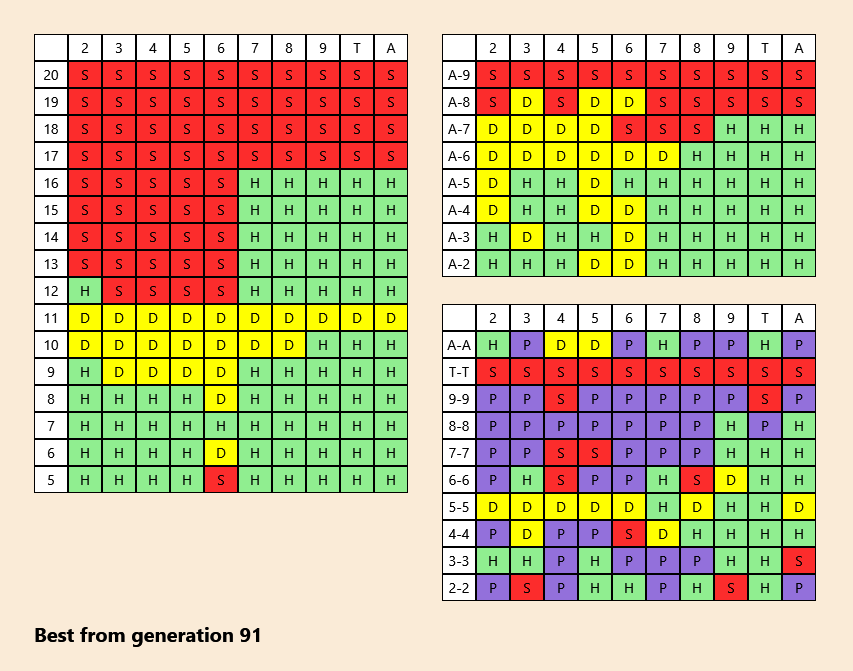 2 3 4 5 6 7 8 9 T A
20 S S S S S S S S S S
19 S S S S S S S S S S
18 S S S S S S S S S S
17 S S S S S S S S S S
16 S S S S S H H H H H
15 S S S S S H H H H H
14 S S S S S H H H H H
13 S S S S S H H H H H
12 H S S S S H H H H H
11 D D D D D D D D D D
10 D D D D D D D H H H
9 H D D D D H H H H H
8 H H H H D H H H H H
7 H H H H H H H H H H
6 H H H H D H H H H H
5 H H H H S H H H H H
2 3 4 5 6 7 8 9 T A
A-9 S S S S S S S S S S
A-8 S D S D D S S S S S
A-7 D D D D S S S H H H
A-6 D D D D D D H H H H
A-5 D H H D H H H H H H
A-4 D H H D D H H H H H
A-3 H D H H D H H H H H
A-2 H H H D D H H H H H
2 3 4 5 6 7 8 9 T A
A-A H P D D P H P P H P
T-T S S S S S S S S S S
9-9 P P S P P P P P S P
8-8 P P P P P P P H P H
7-7 P P S S P P P H H H
6-6 P H S P P H S D H H
5-5 D D D D D H D H H D
4-4 P D P P S D H H H H
3-3 H H P H P P P H H S
2-2 P S P H H P H S H P
Best from generation 91